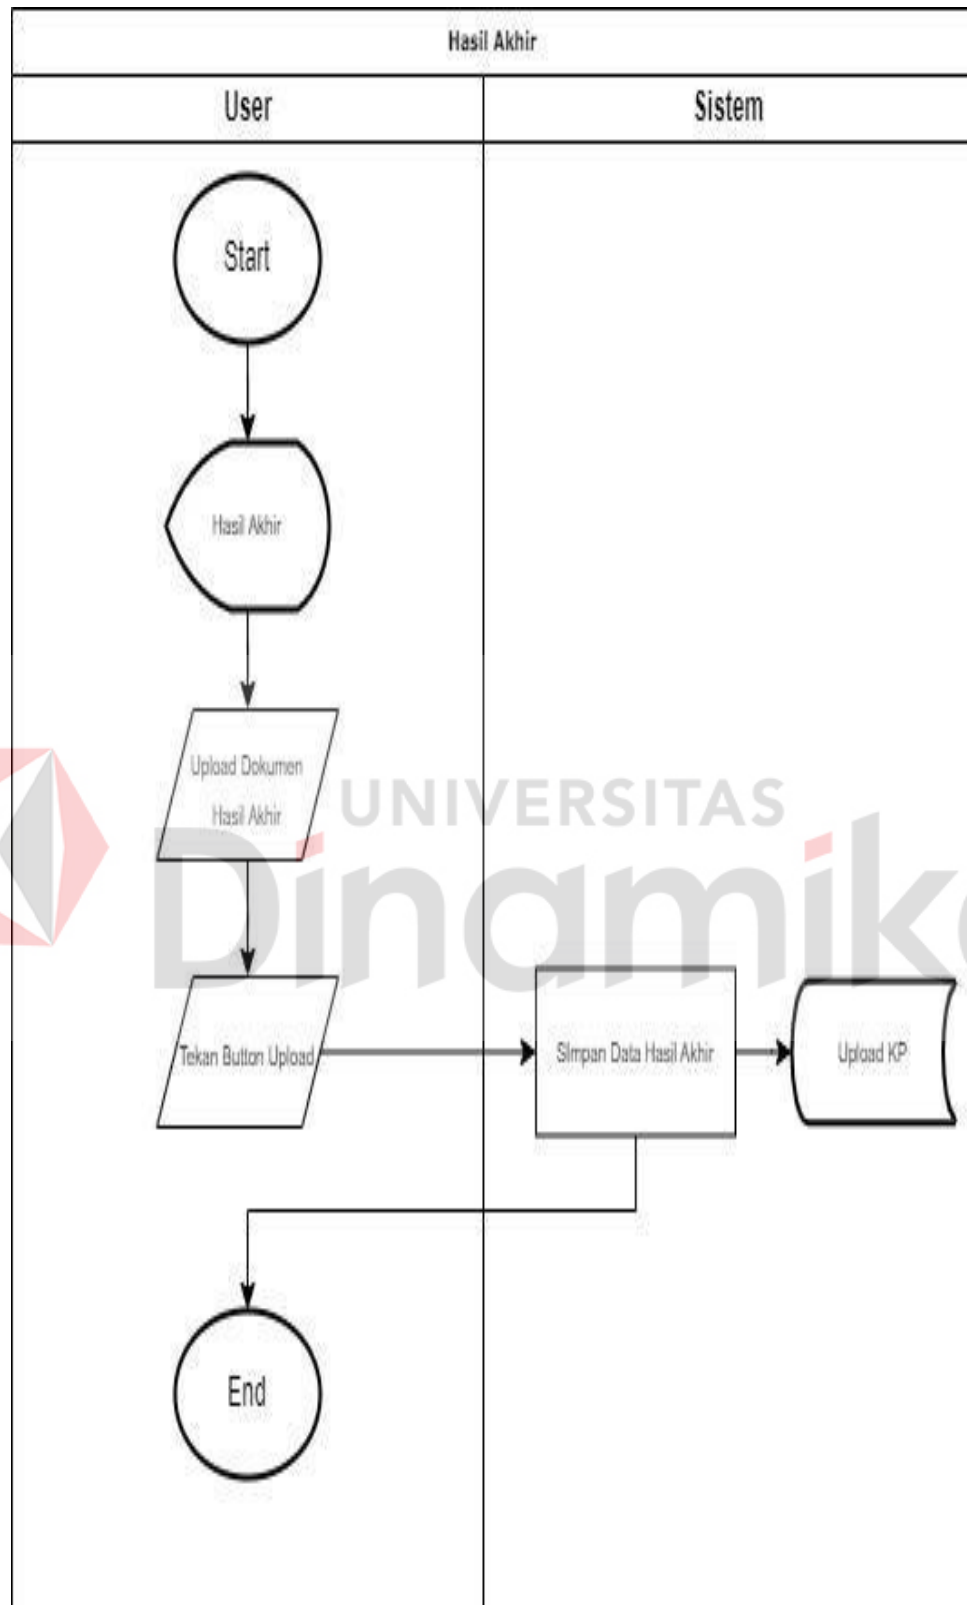 Hasil Akhir
User
Sistem
Start
Hasil Akhir
Upload Dokumen
Hasil Akhir
UNIVERSITAS
Dinamika
Tekan Button Upload
SImpan Data Hasil Akhir
Upload KP
End